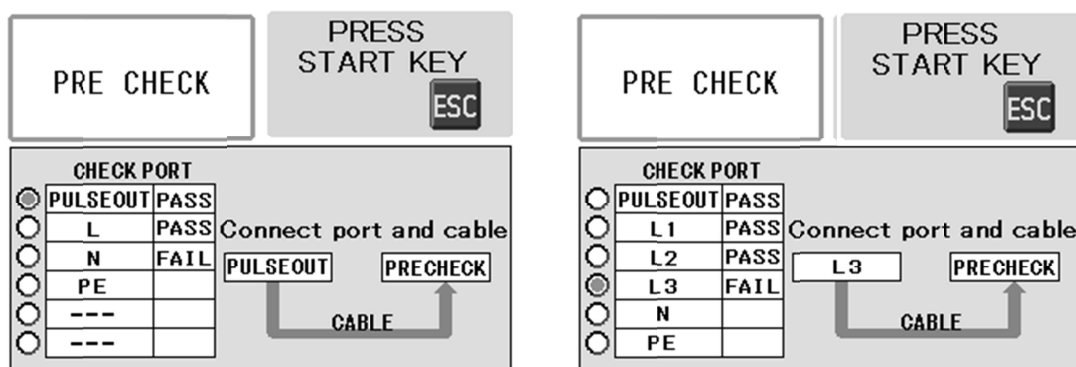 PRE CHECK
PRESS
START KEY
ESC
CHECK PORT
PULSEOUT PASS
L PASS
N FAIL
PE
---
---
Connect port and cable
PULSEOUT PRECHECK
CABLE
PRE CHECK
PRESS
START KEY
ESC
CHECK PORT
PULSEOUT PASS
L1 PASS
L2 PASS
L3 FAIL
N
PE
Connect port and cable
L3 PRECHECK
CABLE